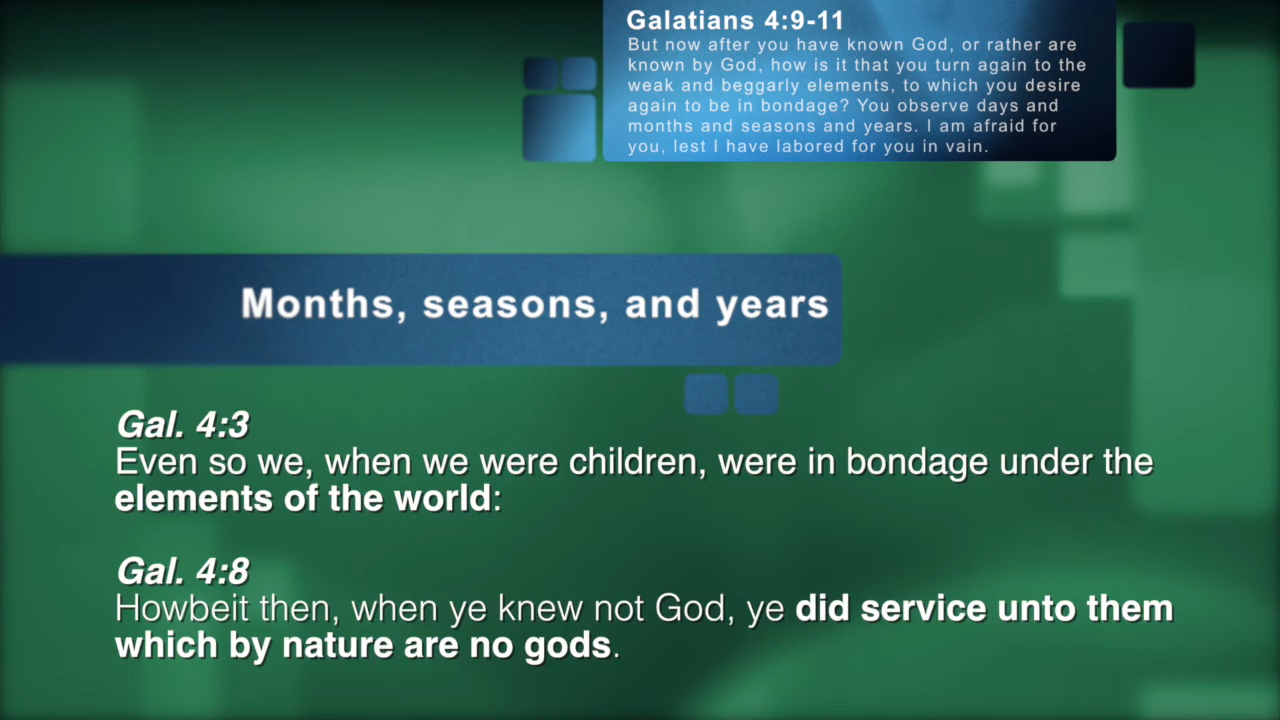 Galatians 4:9-11
But now after you have known God, or rather are
known by God, how is it that you turn again to the
weak and beggarly elements, to which you desire
again to be in bondage? You observe days and
months and seasons and years. I am afraid for
you, lest I have labored for you in vain.
Months, seasons, and years
Gal. 4:3
Even so we, when we were children, were in bondage under the
elements of the world:
Gal. 4:8
Howbeit then, when ye knew not God, ye did service unto them
which by nature are no gods.